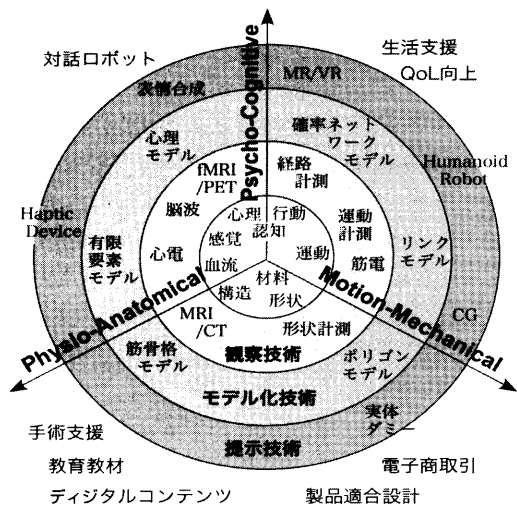 対話ロボット
生活支援
QoL向上
Psycho-Cognitive
表情合成
MR/VR
心理
モデル
確率ネット
ワーク
モデル
Humanoid
Robot
fMRI
/PET
経路
計測
Haptic
Device
脳波
心理
行動
認知
運動
計測
有限
要素
モデル
心電
感覚
血流
運動
筋電
リンク
モデル
材料
構造
形状
Physio-Anatomical
Motion-Mechanical
CG
MRI
/CT
形状計測
筋骨格
モデル
観察技術
ポリゴン
モデル
モデル化技術
実体
ダミー
提示技術
手術支援
教育教材
ディジタルコンテンツ
電子商取引
製品適合設計